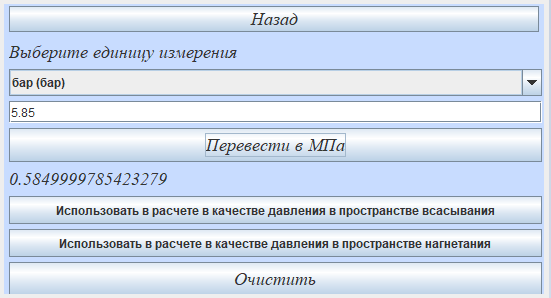 Назад
Выберите единицу измерения
бар (бар)
5.85
Перевести в МПа
0.5849999785423279
Использовать в расчете в качестве давления в пространстве всасывания
Использовать в расчете в качестве давления в пространстве нагнетания
Очистить